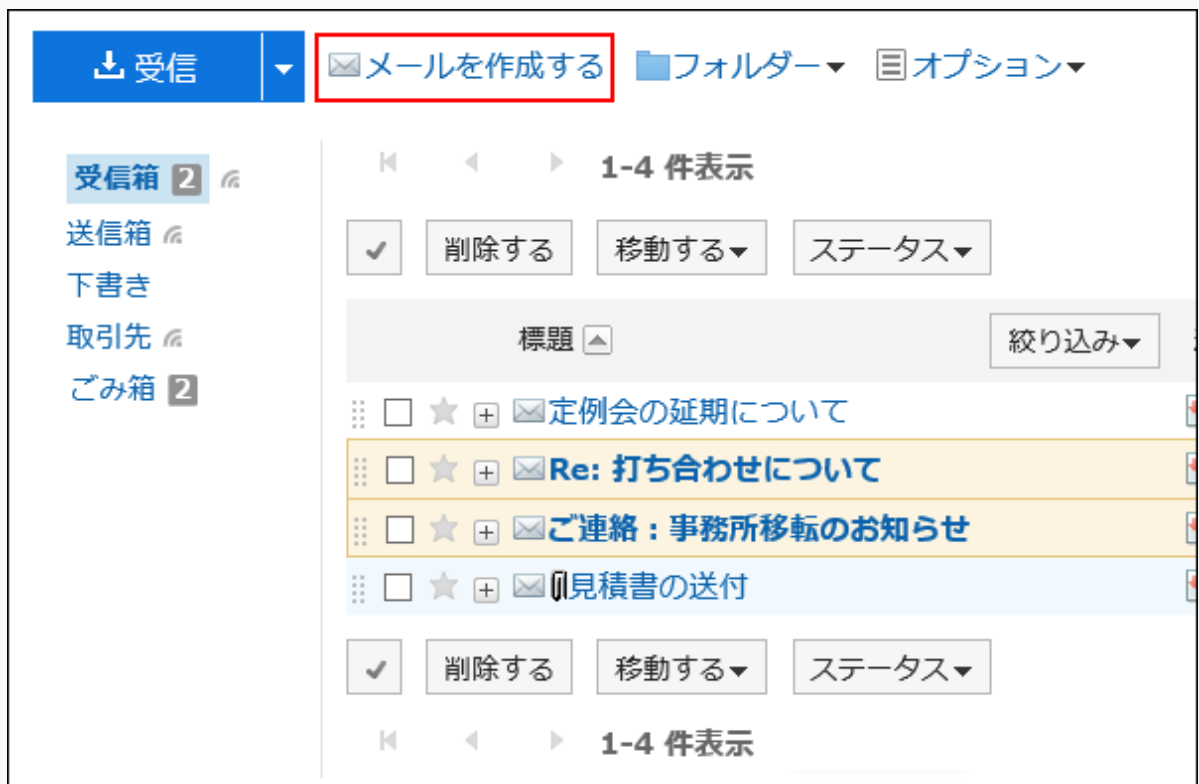 受信 メールを作成する フォルダー オプション
受信箱 2
送信箱
下書き
取引先
ごみ箱 2
1-4 件表示
削除する 移動する ステータス
標題 絞り込み
定例会の延期について
Re: 打ち合わせについて
ご連絡：事務所移転のお知らせ
見積書の送付
削除する 移動する ステータス
1-4 件表示